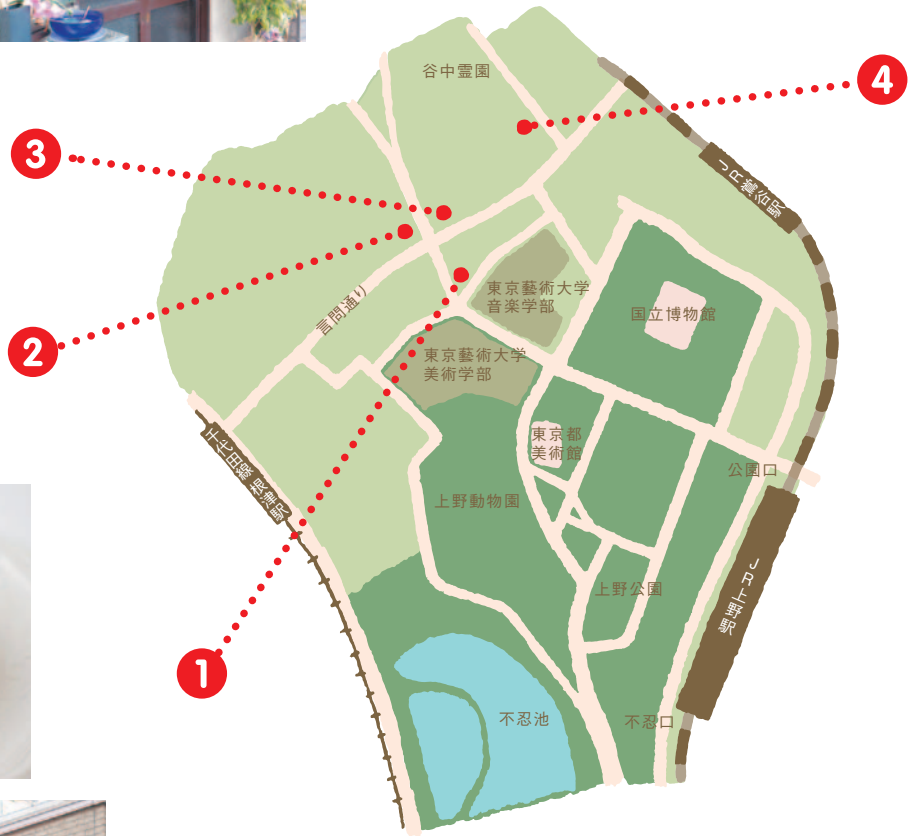 谷中霊園
4
JR鶯谷駅
3
2
東京藝術大学
音楽学部
国立博物館
言問通り
東京藝術大学
美術学部
東京都
美術館
千代田線根津駅
公園口
上野動物園
上野公園
JR上野駅
1
不忍池
不忍口